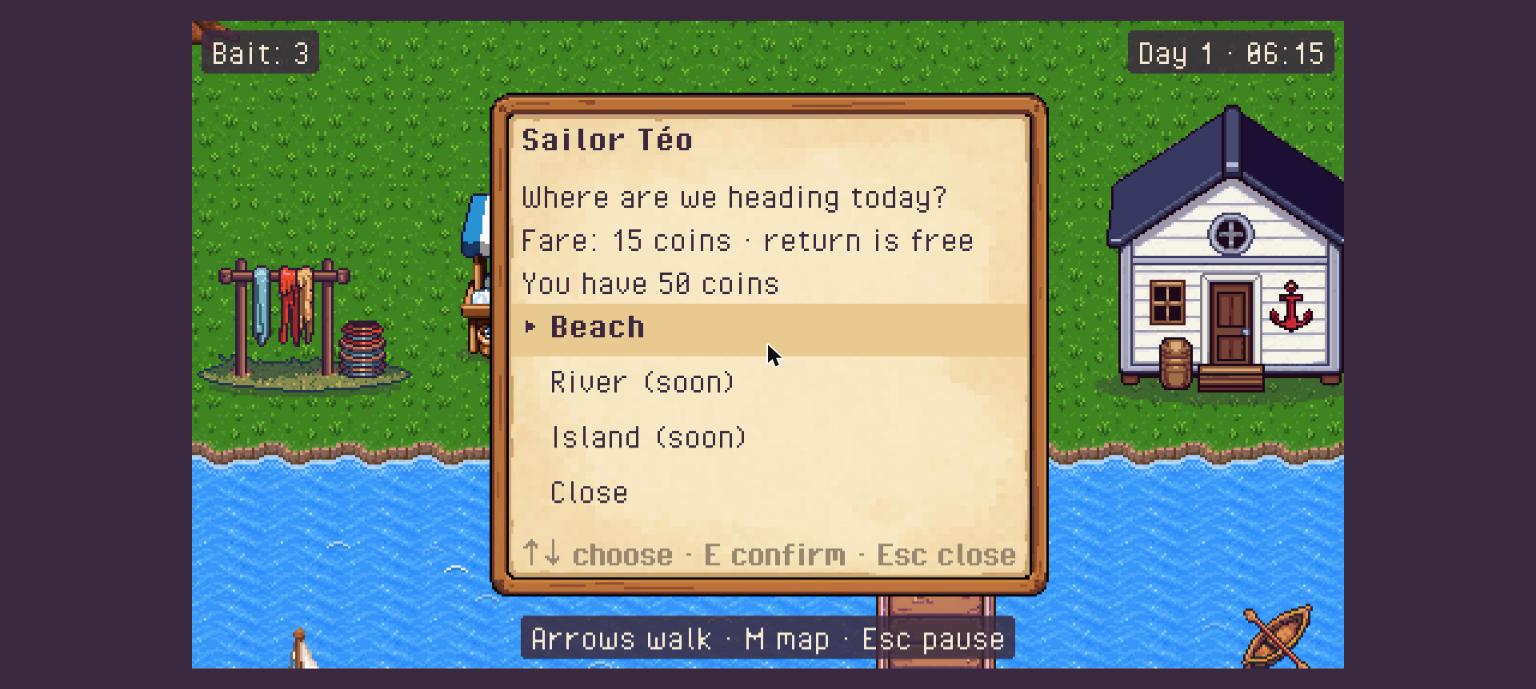 Bait: 3
Day 1 · 06:15
Sailor Téo
Where are we heading today?
Fare: 15 coins · return is free
You have 50 coins
▸ Beach
River (soon)
Island (soon)
Close
↑↓ choose · E confirm · Esc close
Arrows walk · M map · Esc pause